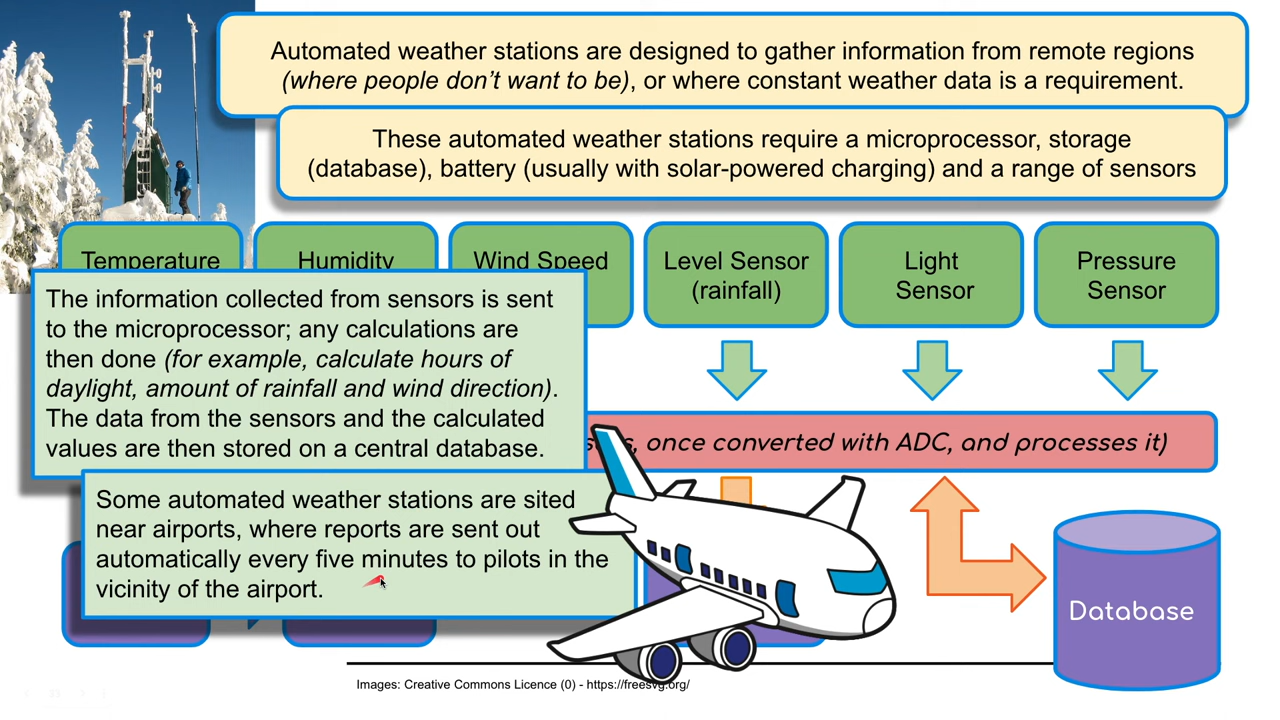 Automated weather stations are designed to gather information from remote regions
(where people don't want to be), or where constant weather data is a requirement.
These automated weather stations require a microprocessor, storage
(database), battery (usually with solar-powered charging) and a range of sensors
Temperature
Humidity
Wind Speed
Level Sensor
(rainfall)
Light
Sensor
Pressure
Sensor
The information collected from sensors is sent
to the microprocessor; any calculations are
then done (for example, calculate hours of
daylight, amount of rainfall and wind direction).
The data from the sensors and the calculated
values are then stored on a central database.
, once converted with ADC, and processes it)
Some automated weather stations are sited
near airports, where reports are sent out
automatically every five minutes to pilots in the
vicinity of the airport.
Database
Images: Creative Commons Licence (0) - https://freesvg.org/